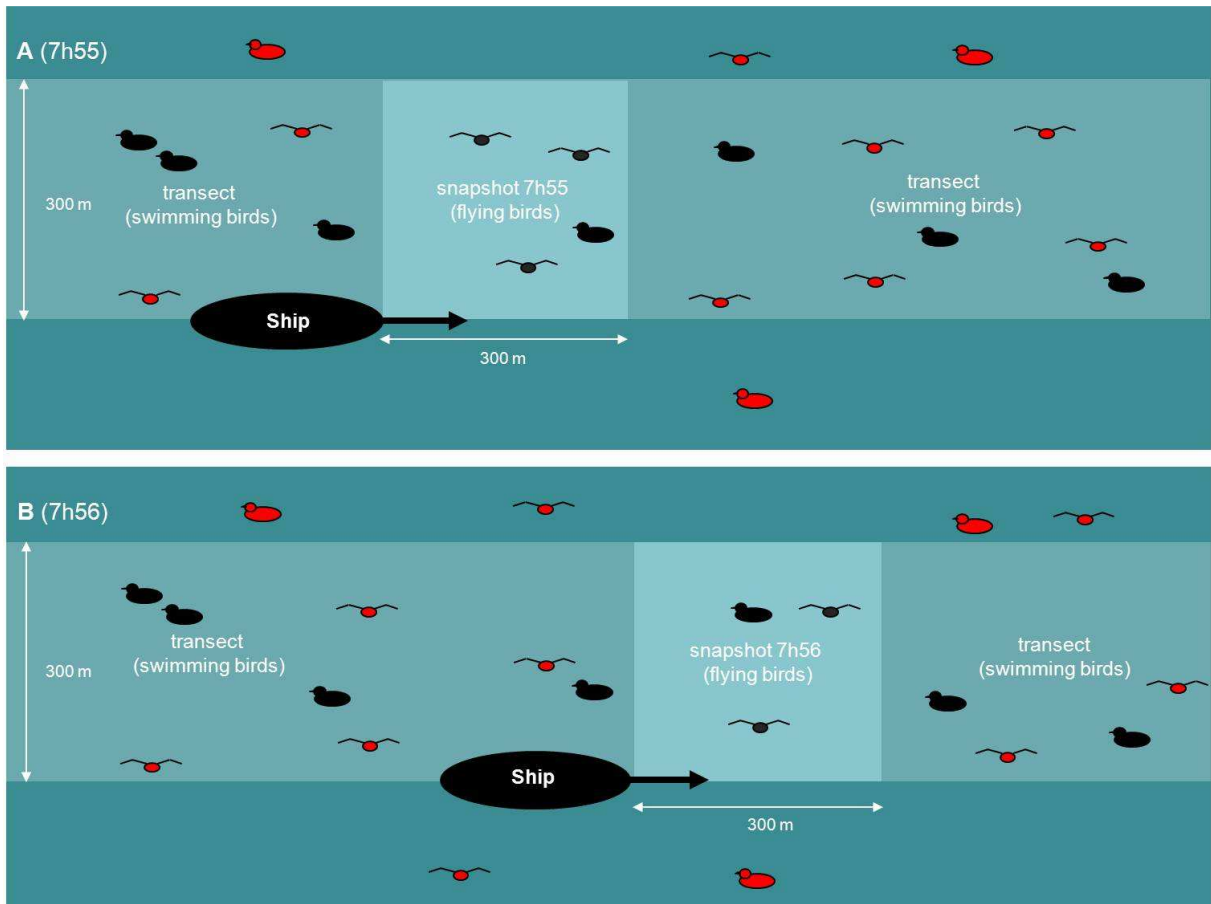 A (7h55)
300 m
transect
(swimming birds)
snapshot 7h55
(flying birds)
transect
(swimming birds)
Ship
300 m
B (7h56)
300 m
transect
(swimming birds)
snapshot 7h56
(flying birds)
transect
(swimming birds)
Ship
300 m